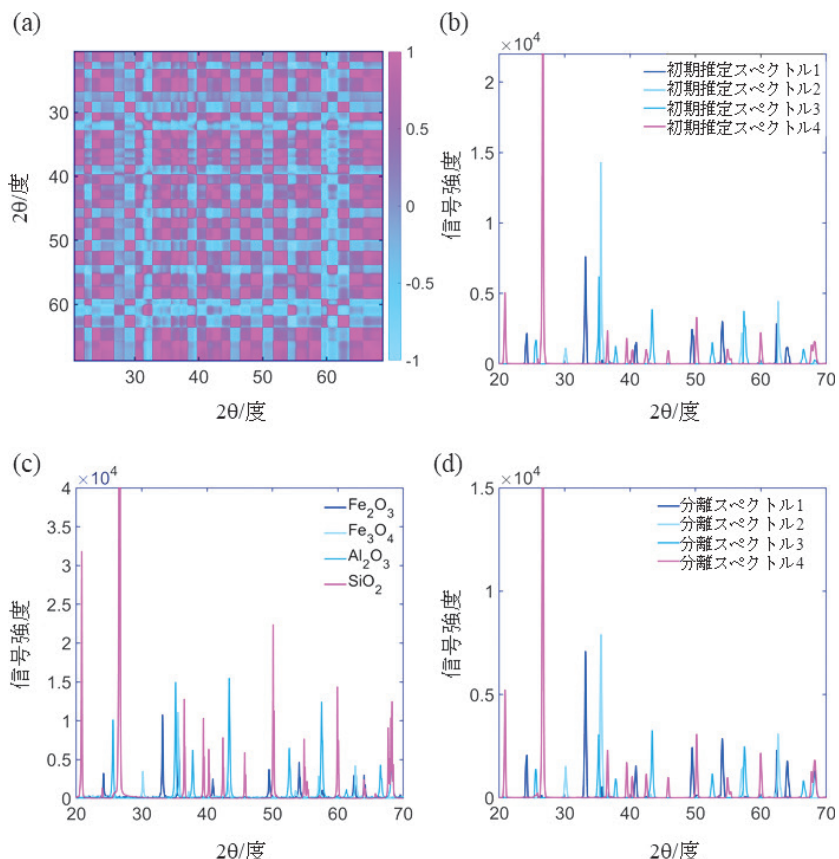 (a)
30
40
50
60
2θ/度
30 40 50 60
2θ/度
1
0.5
0
-0.5
-1
(b)
×10⁴
2
1.5
1
0.5
0
信号強度
20 30 40 50 60 70
2θ/度
初期推定スペクトル1
初期推定スペクトル2
初期推定スペクトル3
初期推定スペクトル4
(c)
×10⁴
4
3.5
3
2.5
2
1.5
1
0.5
0
信号強度
20 30 40 50 60 70
2θ/度
Fe₂O₃
Fe₃O₄
Al₂O₃
SiO₂
(d)
×10⁴
1.5
1
0.5
0
信号強度
20 30 40 50 60 70
2θ/度
分離スペクトル1
分離スペクトル2
分離スペクトル3
分離スペクトル4